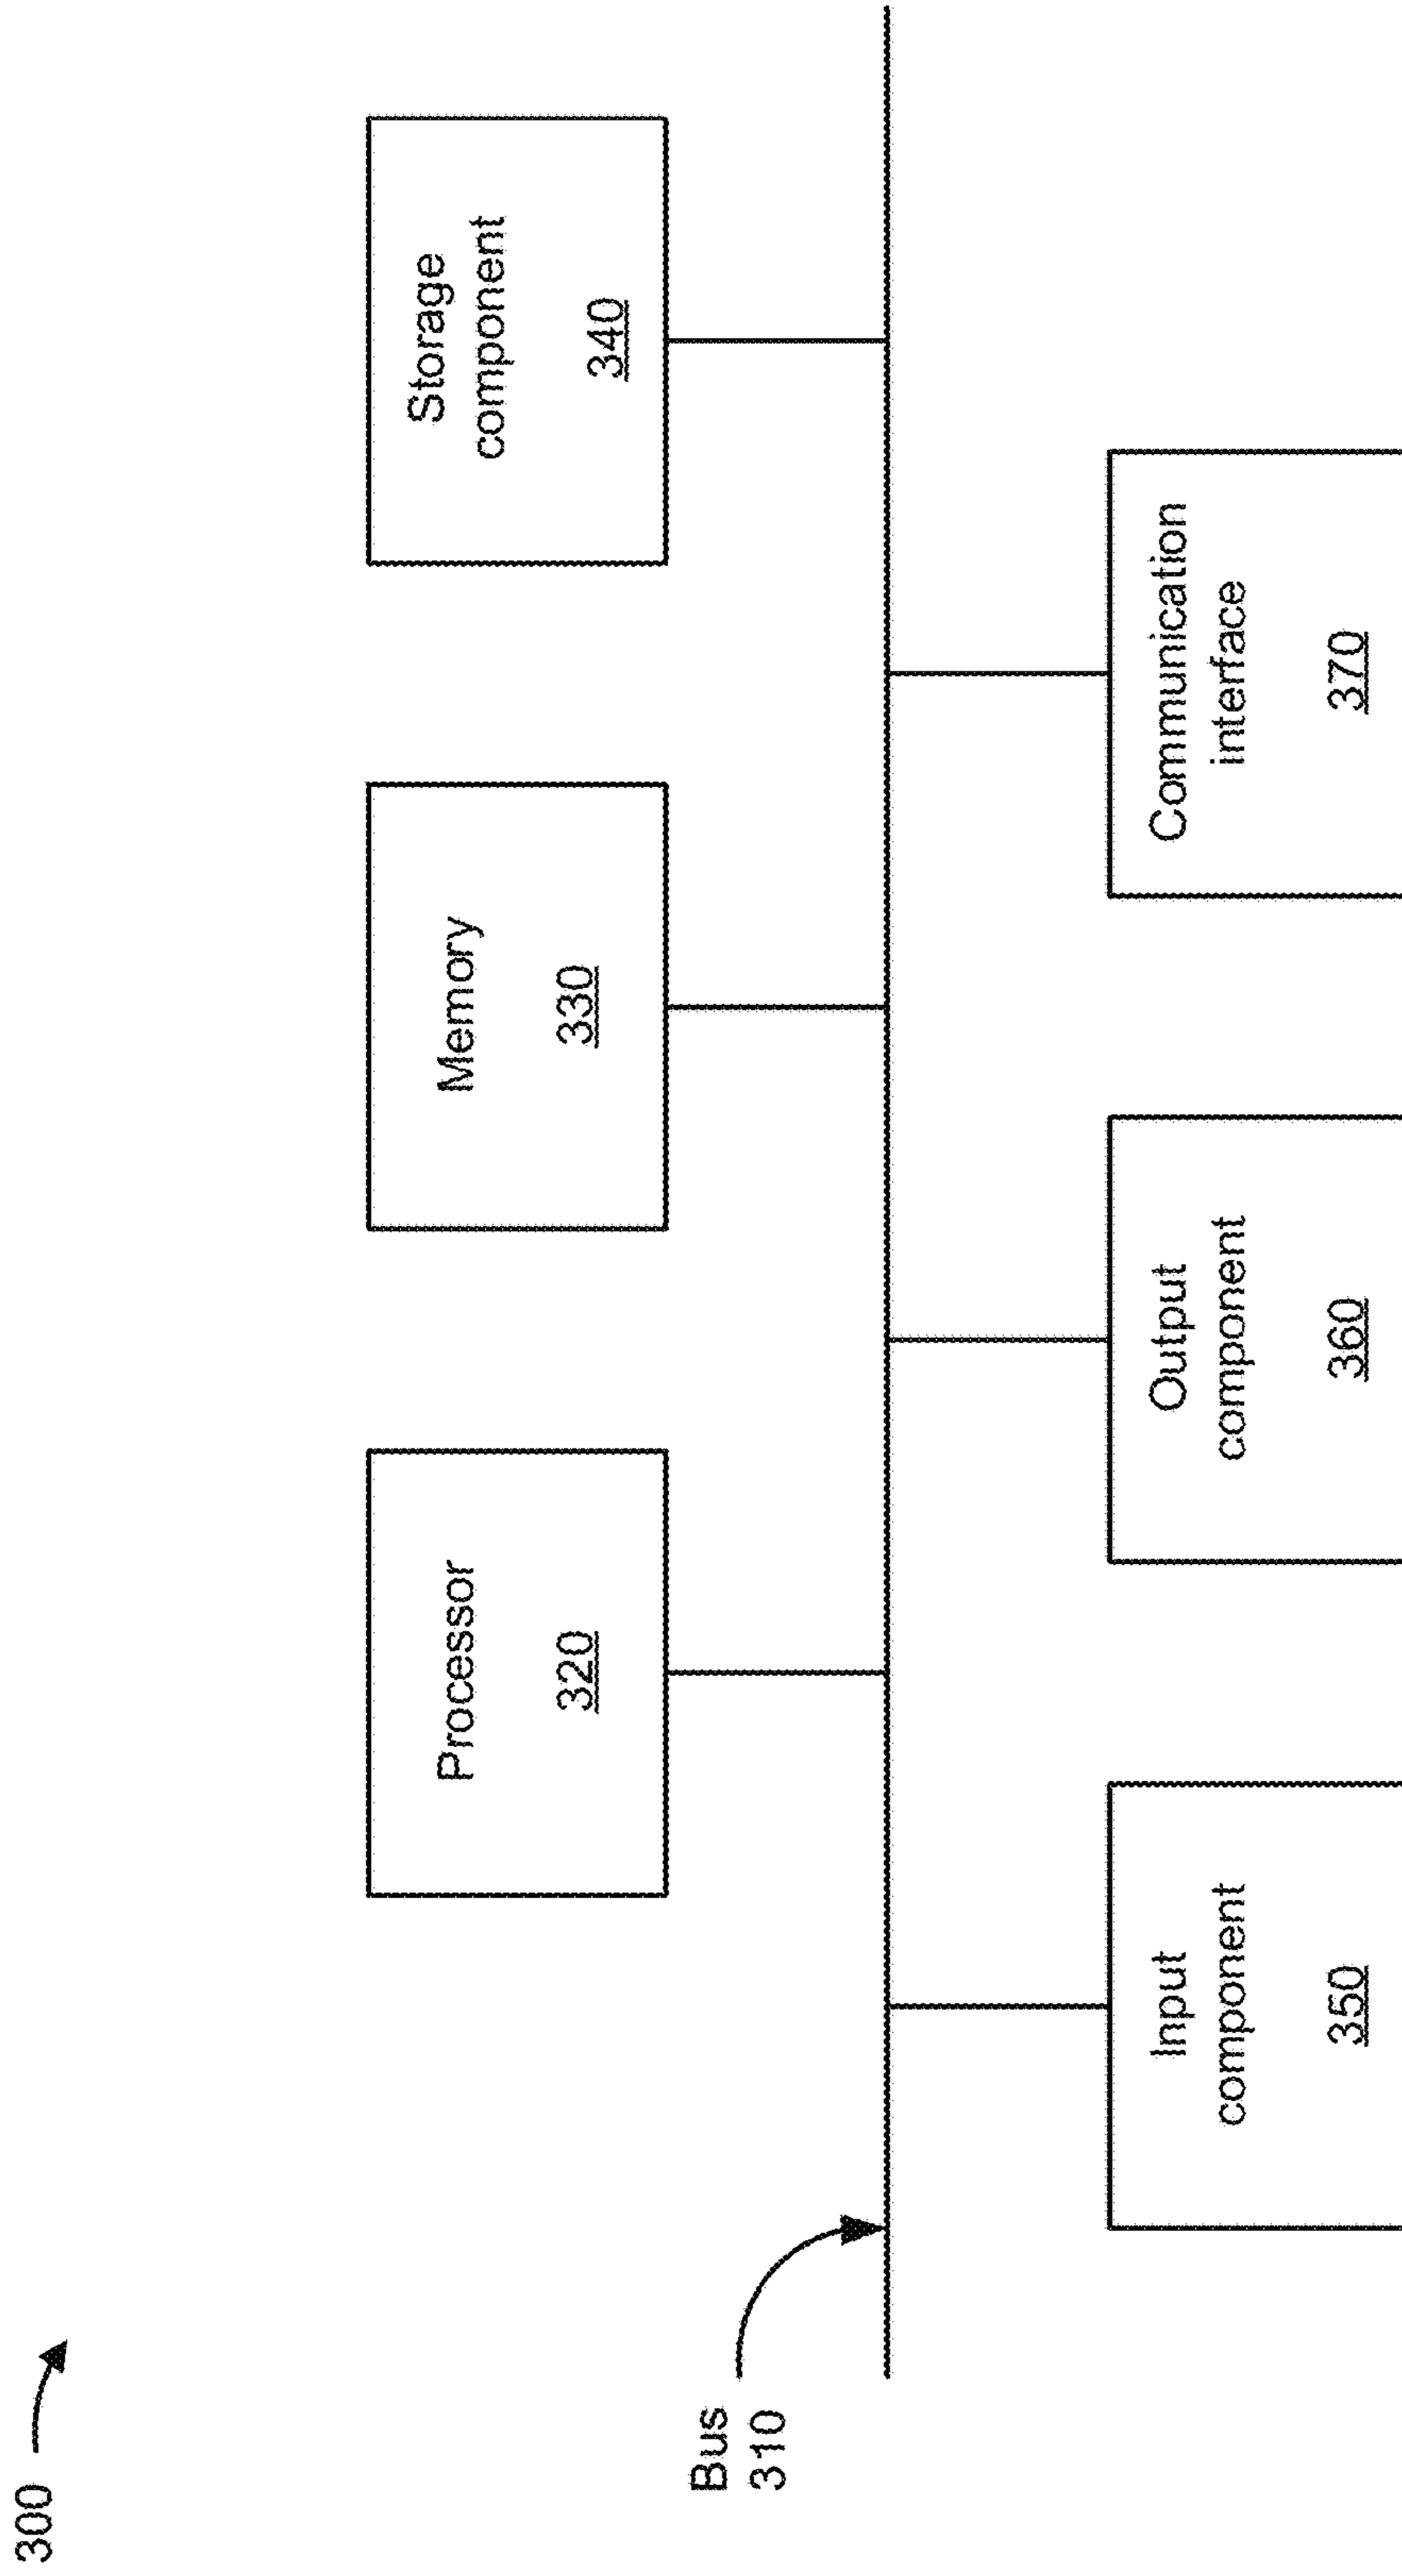 300
Processor
320
Memory
330
Storage
component
340
Bus
310
Input
component
350
Output
component
360
Communication
interface
370